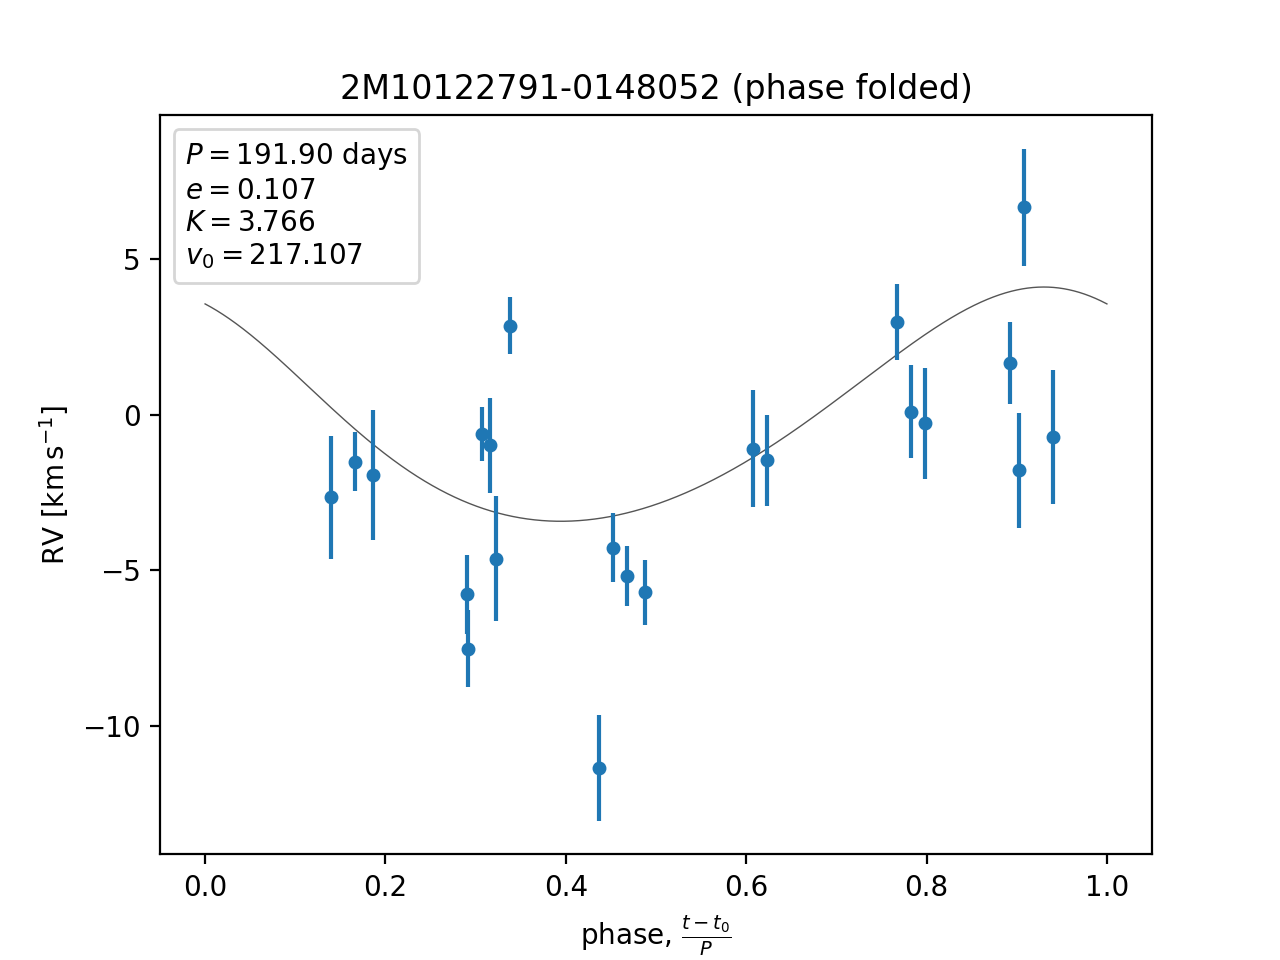 2M10122791-0148052 (phase folded)
P = 191.90 days
e = 0.107
K = 3.766
v₀ = 217.107
5
0
−5
−10
RV [km s⁻¹]
0.0 0.2 0.4 0.6 0.8 1.0
phase, (t − t₀)/P